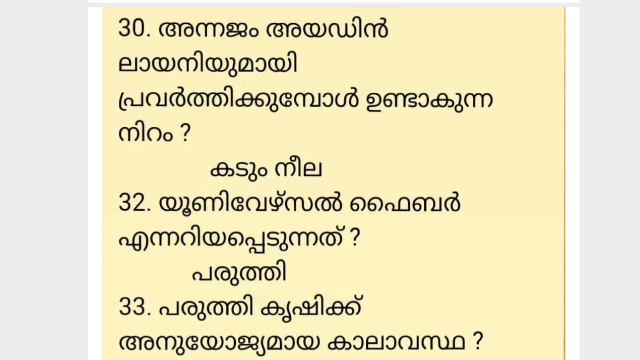 30. അന്നജം അയഡിൻ
ലായനിയുമായി
പ്രവർത്തിക്കുമ്പോൾ ഉണ്ടാകുന്ന
നിറം ?
കടും നീല
32. യൂണിവേഴ്സൽ ഫൈബർ
എന്നറിയപ്പെടുന്നത് ?
പരുത്തി
33. പരുത്തി കൃഷിക്ക്
അനുയോജ്യമായ കാലാവസ്ഥ ?